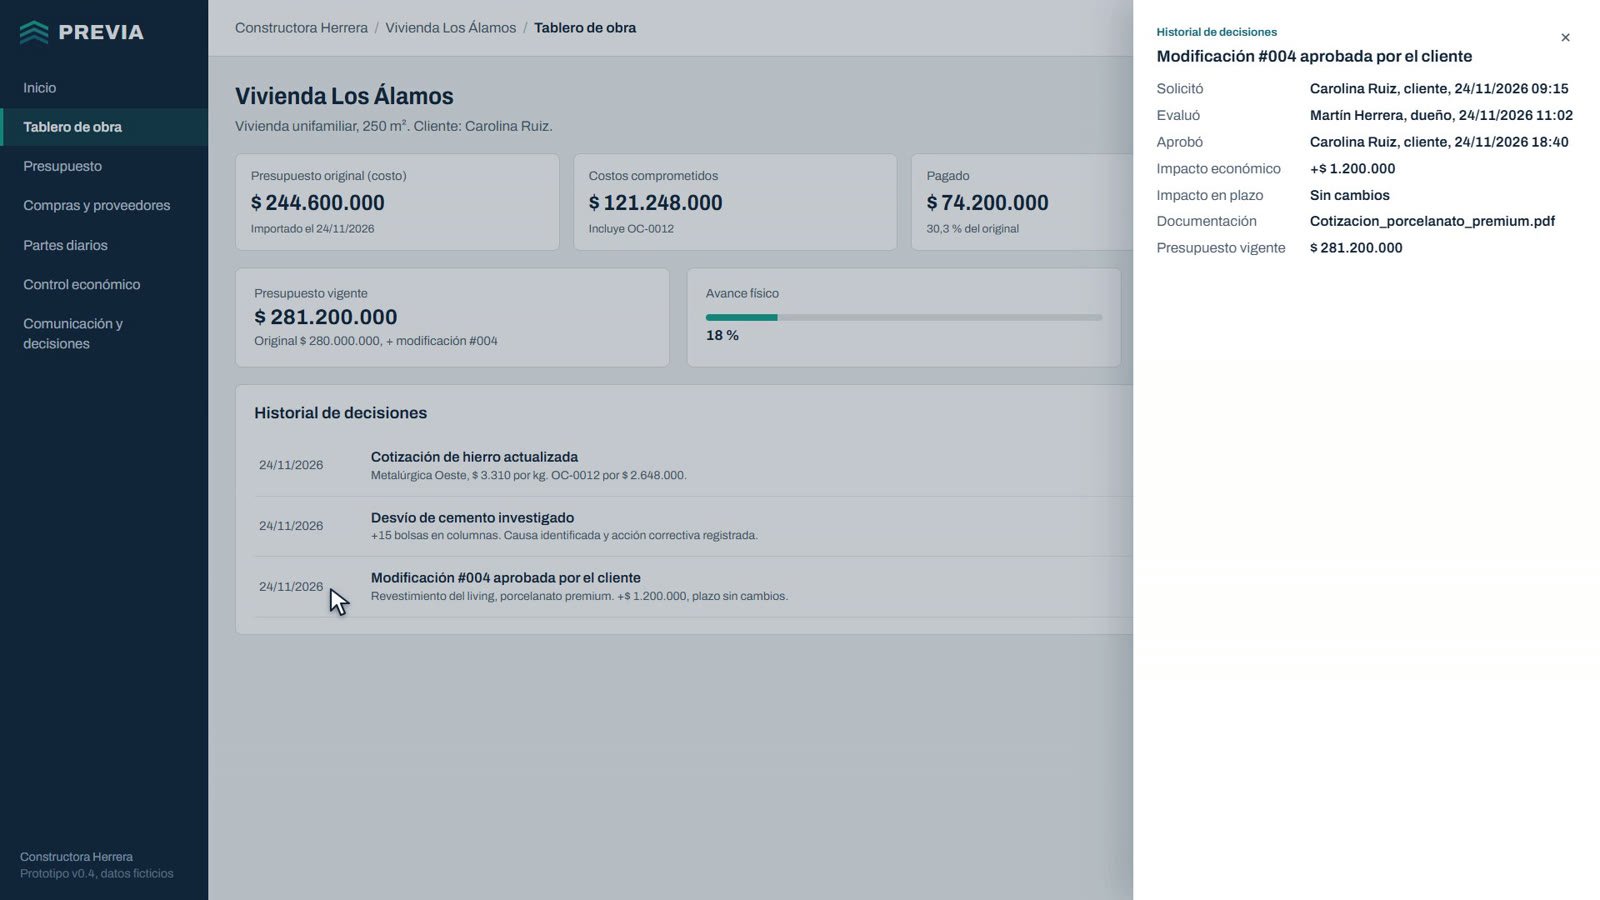 PREVIA
Inicio
Tablero de obra
Presupuesto
Compras y proveedores
Partes diarios
Control económico
Comunicación y
decisiones
Constructora Herrera
Prototipo v0.4, datos ficticios
Constructora Herrera / Vivienda Los Álamos / Tablero de obra
Vivienda Los Álamos
Vivienda unifamiliar, 250 m². Cliente: Carolina Ruiz.
Presupuesto original (costo)
$ 244.600.000
Importado el 24/11/2026
Costos comprometidos
$ 121.248.000
Incluye OC-0012
Pagado
$ 74.200.000
30,3 % del original
Presupuesto vigente
$ 281.200.000
Original $ 280.000.000, + modificación #004
Avance físico
18 %
Historial de decisiones
24/11/2026
Cotización de hierro actualizada
Metalúrgica Oeste, $ 3.310 por kg. OC-0012 por $ 2.648.000.
24/11/2026
Desvío de cemento investigado
+15 bolsas en columnas. Causa identificada y acción correctiva registrada.
24/11/2026
Modificación #004 aprobada por el cliente
Revestimiento del living, porcelanato premium. +$ 1.200.000, plazo sin cambios.
Historial de decisiones
×
Modificación #004 aprobada por el cliente
Solicitó Carolina Ruiz, cliente, 24/11/2026 09:15
Evaluó Martín Herrera, dueño, 24/11/2026 11:02
Aprobó Carolina Ruiz, cliente, 24/11/2026 18:40
Impacto económico +$ 1.200.000
Impacto en plazo Sin cambios
Documentación Cotizacion_porcelanato_premium.pdf
Presupuesto vigente $ 281.200.000